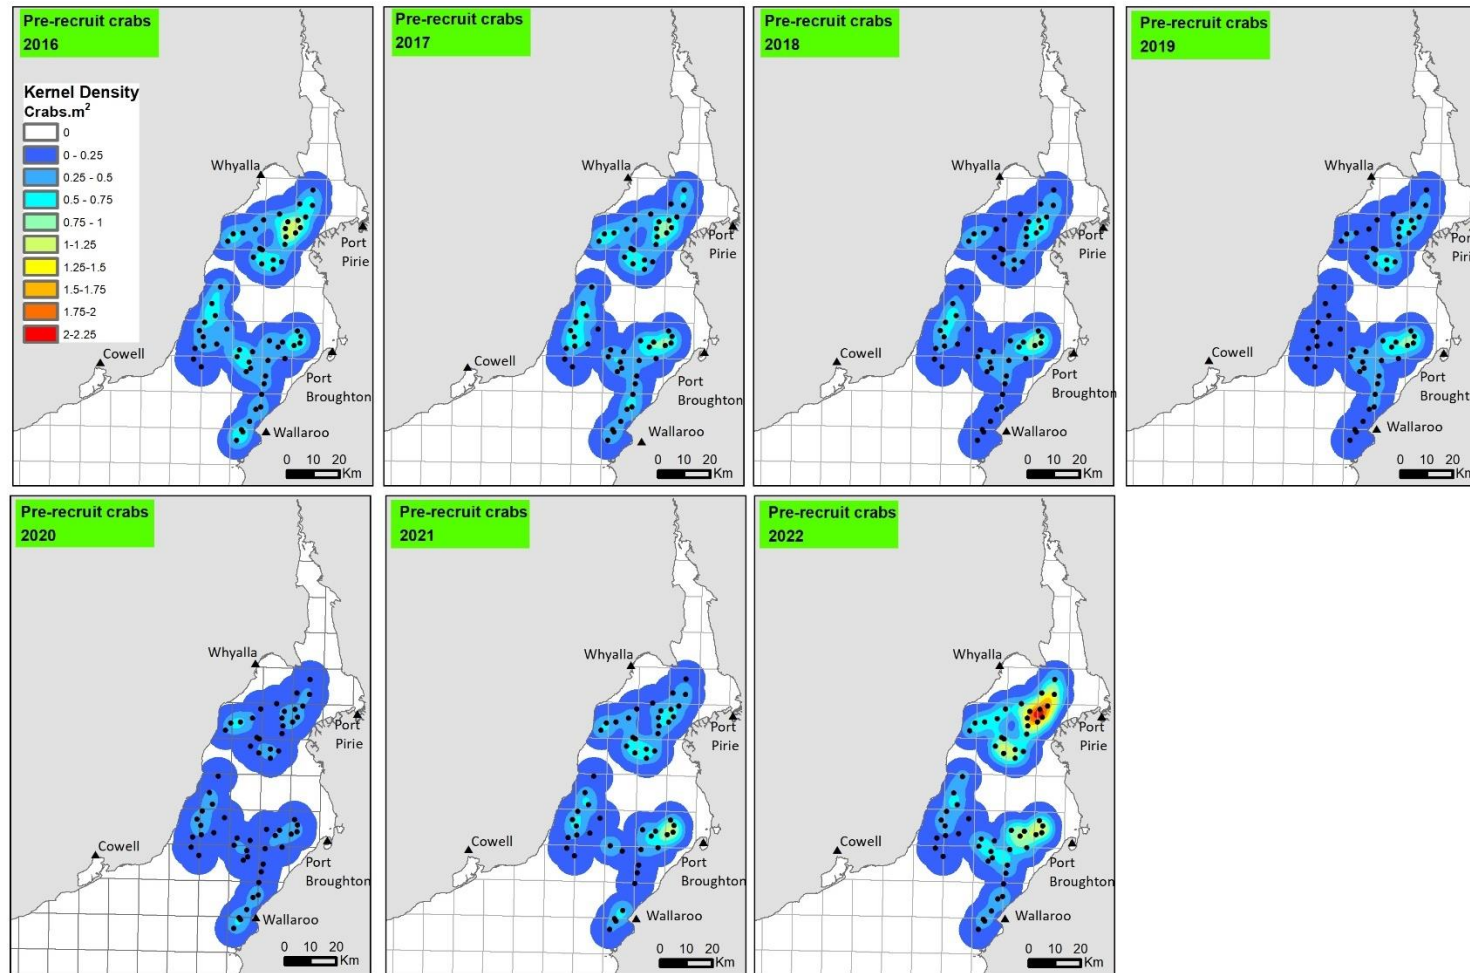 Pre-recruit crabs
2016
Kernel Density
Crabs.m²
0
0 - 0.25
0.25 - 0.5
0.5 - 0.75
0.75 - 1
1-1.25
1.25-1.5
1.5-1.75
1.75-2
2-2.25
Whyalla
Port
Pirie
Cowell
Port
Broughton
Wallaroo
0 10 20
Km
Pre-recruit crabs
2017
Whyalla
Port
Pirie
Cowell
Port
Broughton
Wallaroo
0 10 20
Km
Pre-recruit crabs
2018
Whyalla
Port
Pirie
Cowell
Port
Broughton
Wallaroo
0 10 20
Km
Pre-recruit crabs
2019
Whyalla
Port
Piri
Cowell
Port
Brought
Wallaroo
0 10 20
Km
Pre-recruit crabs
2020
Whyalla
Port
Pirie
Cowell
Port
Broughton
Wallaroo
0 10 20
Km
Pre-recruit crabs
2021
Whyalla
Port
Pirie
Cowell
Port
Broughton
Wallaroo
0 10 20
Km
Pre-recruit crabs
2022
Whyalla
Port
Pirie
Cowell
Port
Broughton
Wallaroo
0 10 20
Km